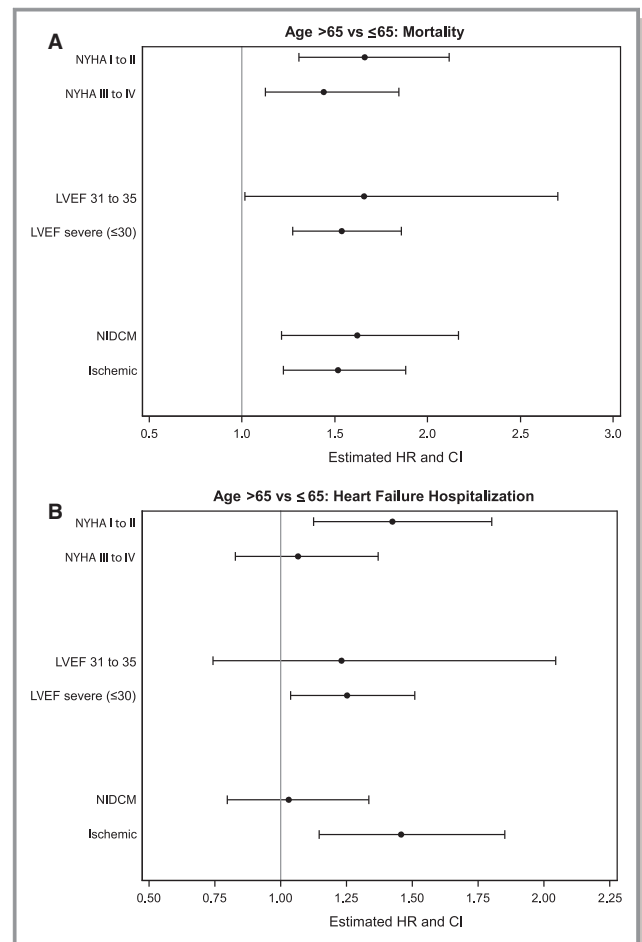 A
Age >65 vs ≤65: Mortality
NYHA I to II
NYHA III to IV
LVEF 31 to 35
LVEF severe (≤30)
NIDCM
Ischemic
0.5 1.0 1.5 2.0 2.5 3.0
Estimated HR and CI
B
Age >65 vs ≤ 65: Heart Failure Hospitalization
NYHA I to II
NYHA III to IV
LVEF 31 to 35
LVEF severe (≤30)
NIDCM
Ischemic
0.50 0.75 1.00 1.25 1.50 1.75 2.00 2.25
Estimated HR and CI